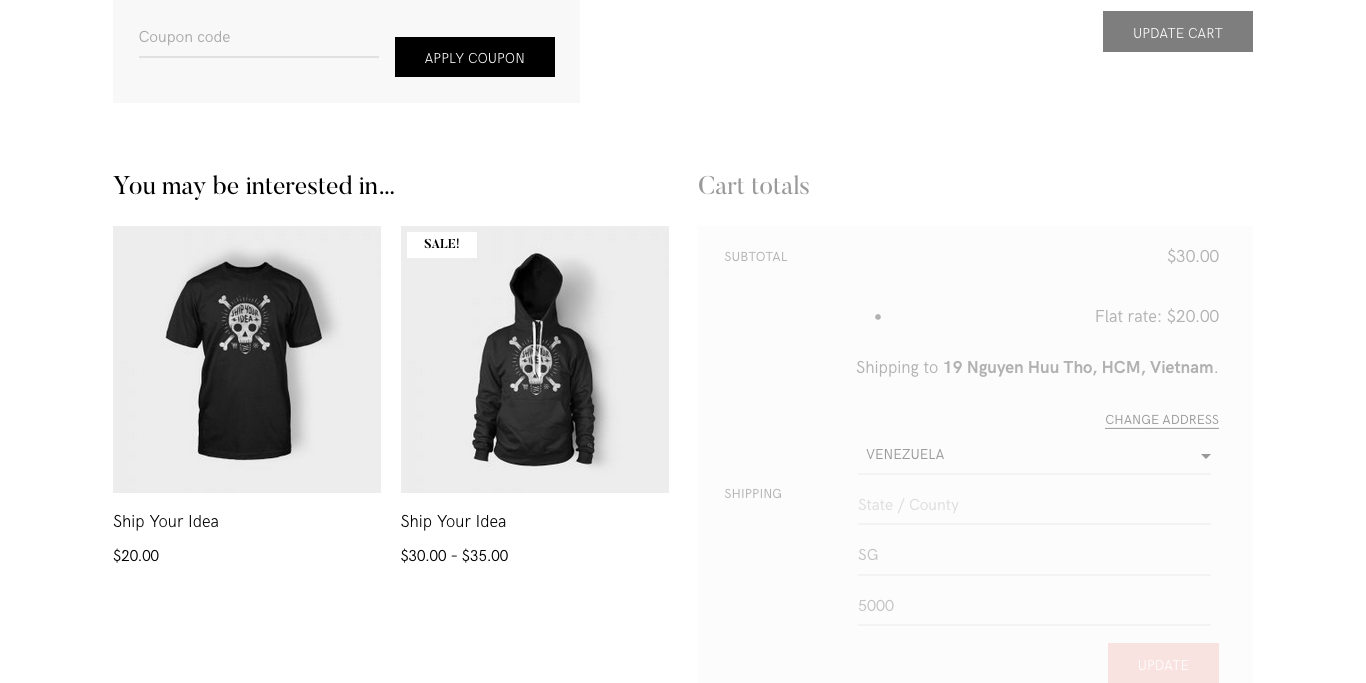 Coupon code
APPLY COUPON
UPDATE CART
You may be interested in…
SALE!
SHIP YOUR
IDEA
SHIP YOUR
IDEA
Ship Your Idea
$20.00
Ship Your Idea
$30.00 – $35.00
Cart totals
SUBTOTAL
$30.00
Flat rate: $20.00
Shipping to 19 Nguyen Huu Tho, HCM, Vietnam.
CHANGE ADDRESS
VENEZUELA
SHIPPING
State / County
SG
5000
UPDATE